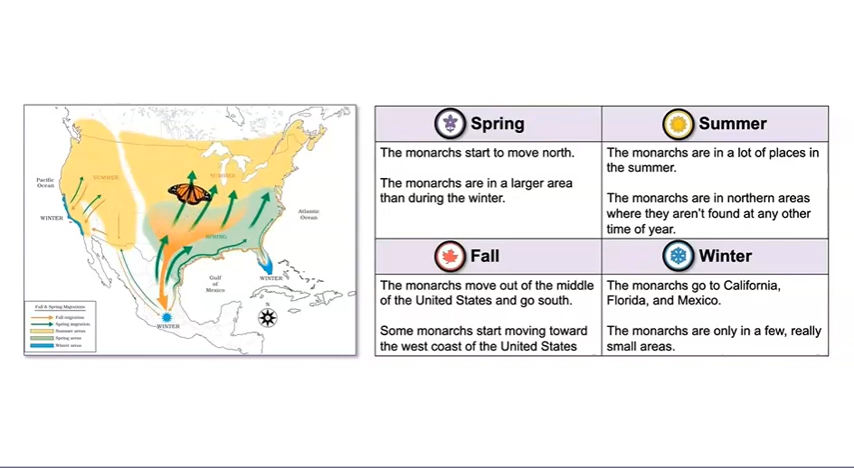 Pacific
Ocean
SUMMER
SUMMER
WINTER
Atlantic
Ocean
SPRING
WINTER
Gulf
of
Mexico
N
WINTER
Fall & Spring Migrations
Fall migration
Spring migration
Summer areas
Spring areas
Winter areas
Spring
The monarchs start to move north.
The monarchs are in a larger area
than during the winter.
Summer
The monarchs are in a lot of places in
the summer.
The monarchs are in northern areas
where they aren't found at any other
time of year.
Fall
The monarchs move out of the middle
of the United States and go south.
Some monarchs start moving toward
the west coast of the United States
Winter
The monarchs go to California,
Florida, and Mexico.
The monarchs are only in a few, really
small areas.